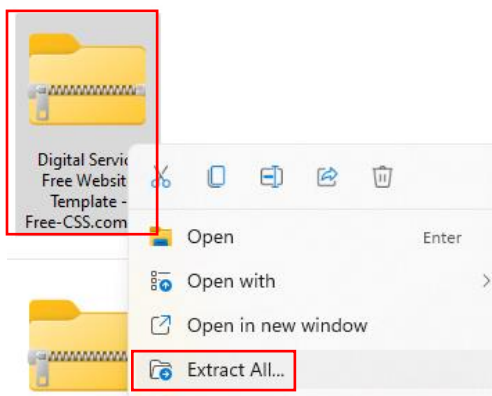 Digital Servic
Free Websit
Template -
Free-CSS.com
Open
Enter
Open with
Open in new window
Extract All...